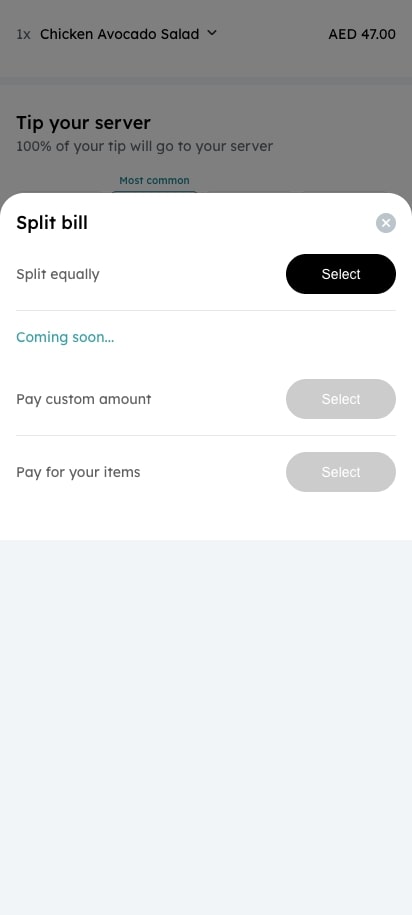 1x Chicken Avocado Salad AED 47.00
Tip your server
100% of your tip will go to your server
Most common
Split bill
Split equally Select
Coming soon...
Pay custom amount Select
Pay for your items Select